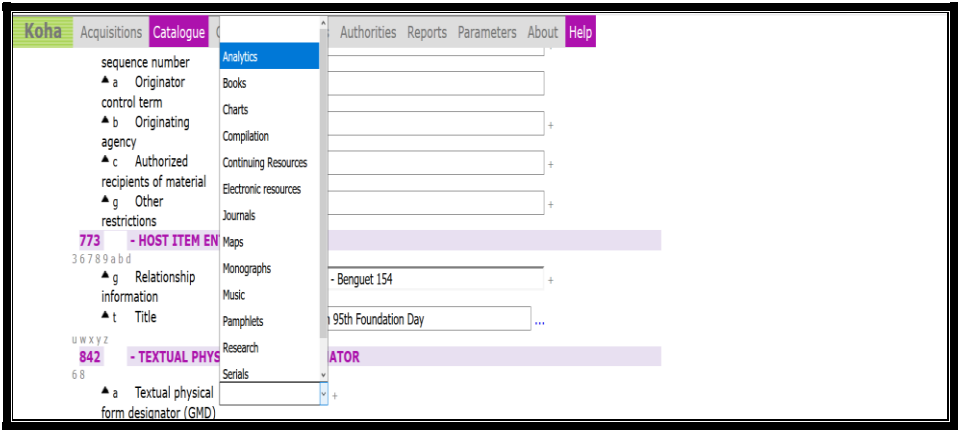 Koha Acquisitions Catalogue C s Authorities Reports Parameters About Help
sequence number
a Originator
control term
b Originating
agency
c Authorized
recipients of material
g Other
restrictions
773 - HOST ITEM EN
3 6 7 8 9 a b d
g Relationship
information
- Benguet 154
t Title
95th Foundation Day
...
u w x y z
842 - TEXTUAL PHYS
ATOR
6 8
a Textual physical
form designator (GMD)
Analytics
Books
Charts
Compilation
Continuing Resources
Electronic resources
Journals
Maps
Monographs
Music
Pamphlets
Research
Serials